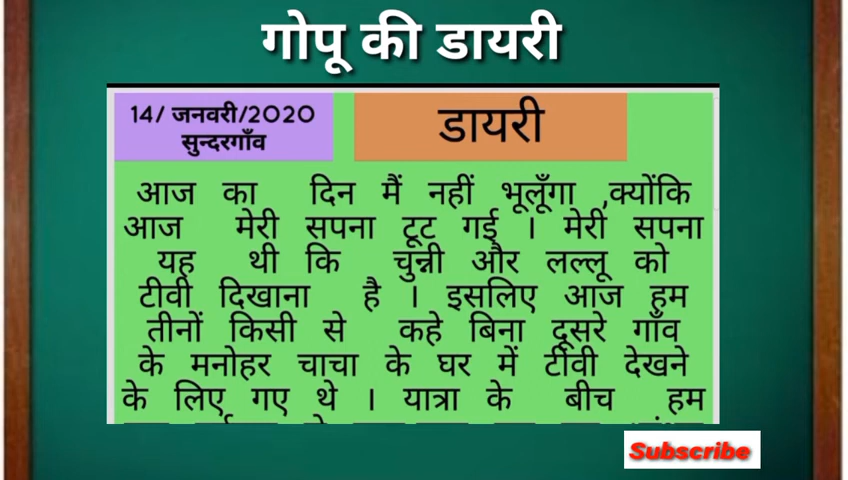 गोपू की डायरी
14/ जनवरी/2020
सुन्दरगाँव
डायरी
आज का दिन मैं नहीं भूलूँगा ,क्योंकि
आज मेरी सपना टूट गई । मेरी सपना
यह थी कि चुन्नी और लल्लू को
टीवी दिखाना है । इसलिए आज हम
तीनों किसी से कहे बिना दूसरे गाँव
के मनोहर चाचा के घर में टीवी देखने
के लिए गए थे । यात्रा के बीच हम
Subscribe